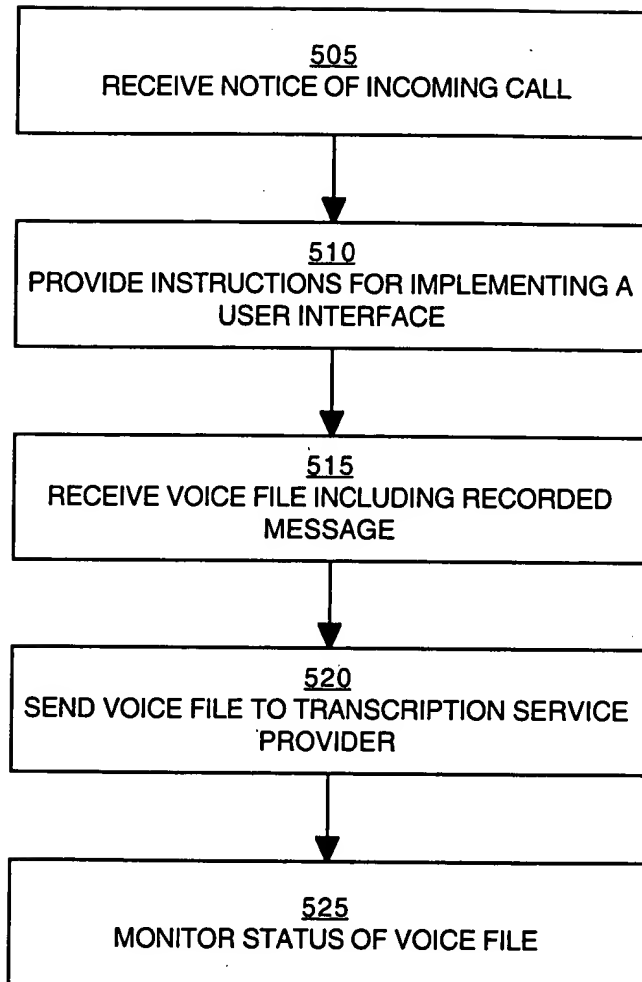 505
RECEIVE NOTICE OF INCOMING CALL
510
PROVIDE INSTRUCTIONS FOR IMPLEMENTING A
USER INTERFACE
515
RECEIVE VOICE FILE INCLUDING RECORDED
MESSAGE
520
SEND VOICE FILE TO TRANSCRIPTION SERVICE
PROVIDER
525
MONITOR STATUS OF VOICE FILE